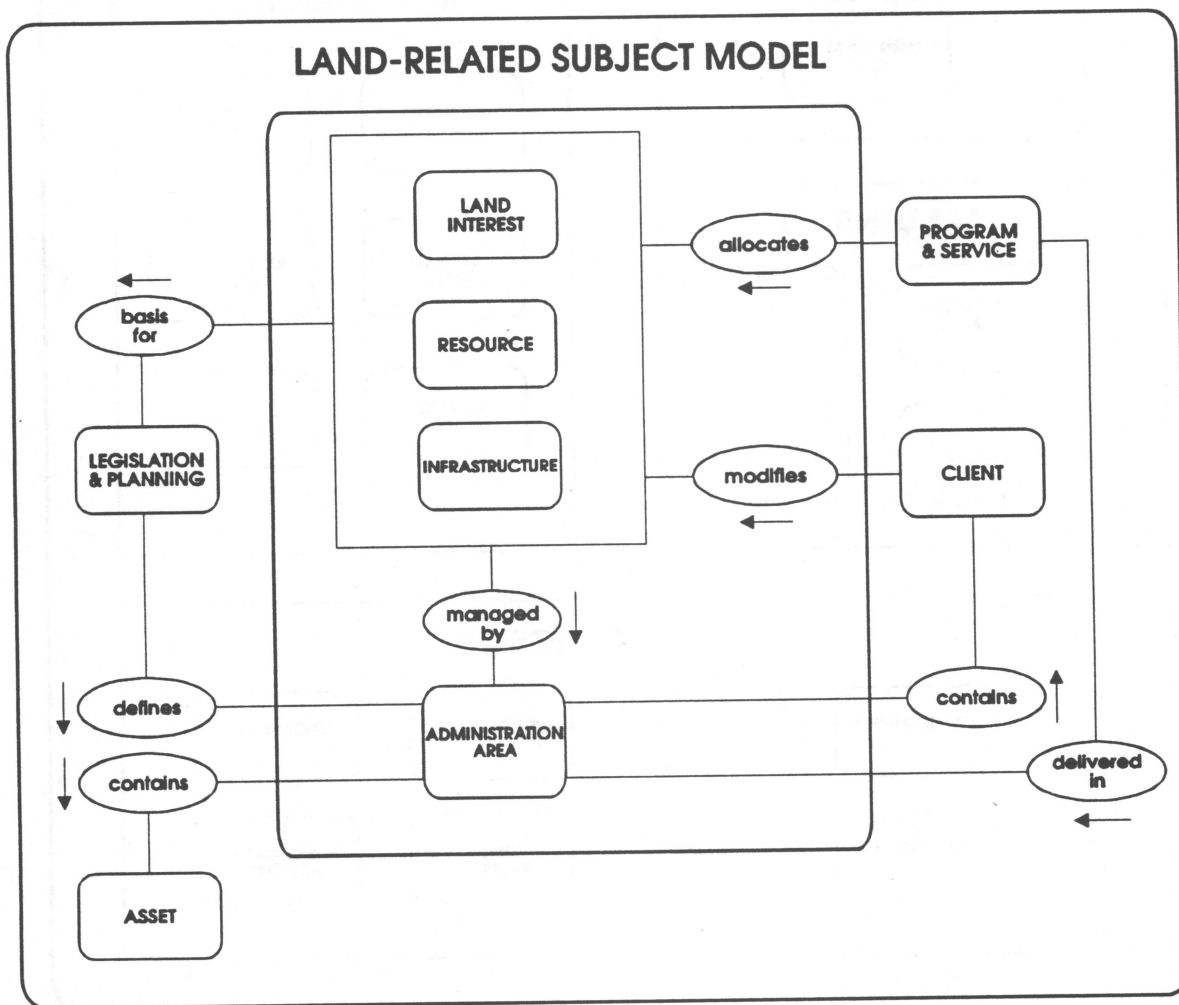 LAND-RELATED SUBJECT MODEL
LAND
INTEREST
allocates
PROGRAM
& SERVICE
basis
for
RESOURCE
LEGISLATION
& PLANNING
INFRASTRUCTURE
modifies
CLIENT
managed
by
defines
ADMINISTRATION
AREA
contains
contains
delivered
in
ASSET